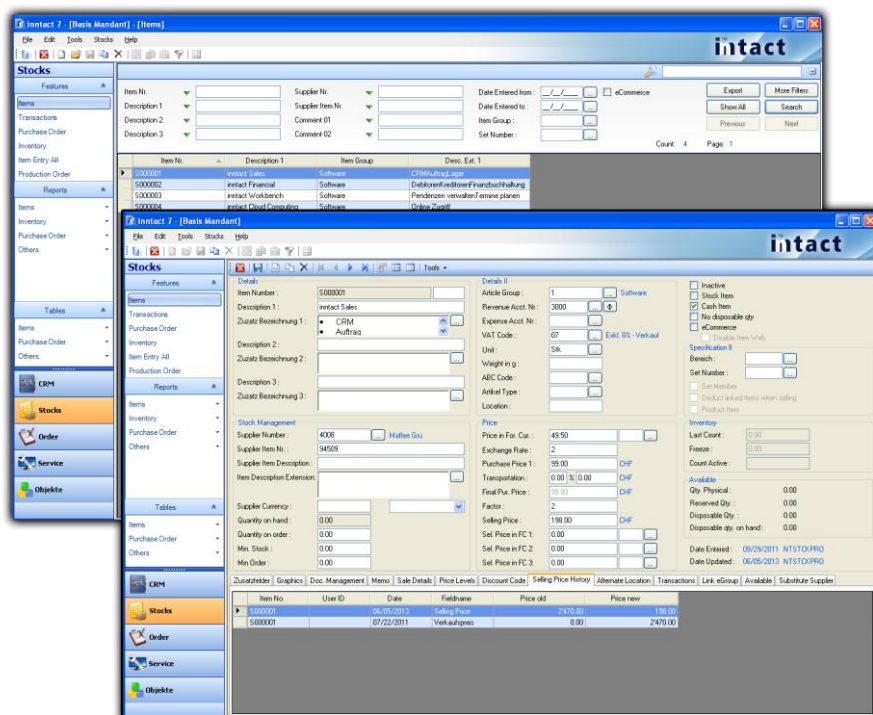 inntact 7 - [Basis Mandant] - [Items]
File Edit Tools Stocks Help
intact
Stocks
Features
Items
Transactions
Purchase Order
Inventory
Item Entry All
Production Order
Reports
Items
Inventory
Purchase Order
Others
Tables
Items
Purchase Order
Inventory
Others
CRM
Stocks
Order
Service
Objekte
Item Nr. Supplier Nr. Date Entered from : __/__/____ ... eCommerce Export More Filters
Description 1 Supplier Item Nr. Date Entered to : __/__/____ ... Show All Search
Description 2 Comment 01 Item Group : ... Previous Next
Description 3 Comment 02 Set Number : ...
Count: 4 Page: 1
Item Nr. Description 1 Item Group Desc. Ext. 1
S000001 inntact Sales Software CRMAuftragLager
S000002 inntact Financial Software DebitorenKreditorenFinanzbuchhaltung
S000003 inntact Workbench Software Pendenzen verwaltenTermine planen
S000004 inntact Cloud Computing Software Online Zugriff
inntact 7 - [Basis Mandant]
File Edit Tools Stocks Help
intact
Tools
Stocks
Features
Items
Transactions
Purchase Order
Inventory
Item Entry All
Production Order
Reports
Items
Inventory
Purchase Order
Others
Tables
Items
Purchase Order
Inventory
Others
CRM
Stocks
Order
Service
Objekte
Details
Item Number : S000001
Description 1 : inntact Sales
Zuzatz Bezeichnung 1 : • CRM
• Auftrag
Description 2 :
Zuzatz Bezeichnung 2 :
Description 3 :
Zuzatz Bezeichnung 3 :
Details II
Article Group : 1 ... Software
Revenue Acct. Nr : 3000 ...
Expense Acct. Nr : ...
VAT Code : 07 ... Exkl. 8% - Verkauf
Unit : Stk. ...
Weight in g :
ABC Code : ...
Artikel Type : ...
Location :
Inactive
Stock Item
Cash Item
No disposable qty
eCommerce
Disable Item Web
Specification II
Bereich : ...
Set Number : ...
Set Member
Deduct linked items when selling
Product Item
Stock Management
Supplier Number : 4008 ... Maffee Gru
Supplier Item Nr. : 94509
Supplier Item Description :
Item Description Extension:
Supplier Currency :
Quantity on hand : 0.00
Quantity on order : 0.00
Min. Stock : 0.00
Min Order : 0.00
Price
Price in For. Cur. : 49.50 ...
Exchange Rate : 2
Purchase Price 1 : 99.00 CHF
Transportation : 0.00 % 0.00 CHF
Final Pur. Price : 99.00 CHF
Factor : 2
Selling Price : 198.00 CHF
Sel. Price in FC 1: 0.00 ...
Sel. Price in FC 2: 0.00 ...
Sel. Price in FC 3: 0.00 ...
Inventory
Last Count : 0.00
Freeze : 0.00
Count Active :
Available
Qty. Physical : 0.00
Reserved Qty. : 0.00
Disposable Qty. : 0.00
Disposable qty. on hand : 0.00
Date Entered : 09/29/2011 NTSTCKPRO
Date Updated : 06/05/2013 NTSTCKPRO
Zusatzfelder Graphics Doc. Management Memo Sale Details Price Levels Discount Code Selling Price History Alternate Location Transactions Link eGroup Available Substitute Supplier
Item No. User ID Date Fieldname Price old Price new
S000001 06/05/2013 Selling Price 2'470.00 198.00
S000001 07/22/2011 Verkaufspreis 0.00 2'470.00